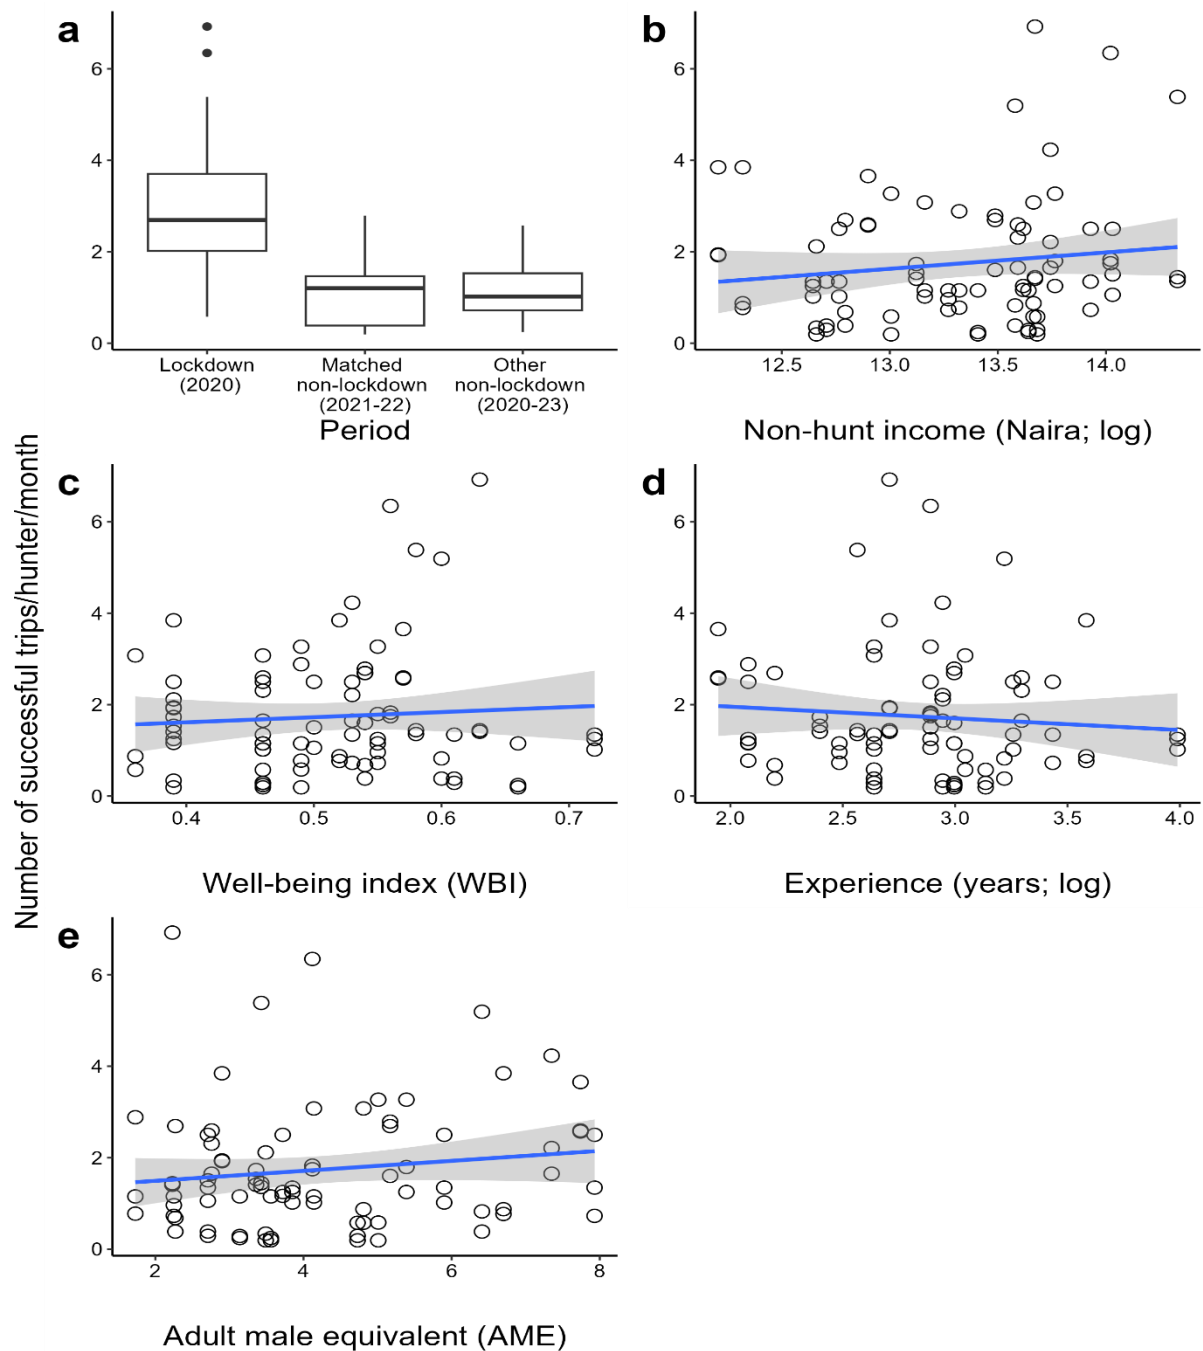 a
6
4
2
0
Lockdown
(2020)
Matched
non-lockdown
(2021-22)
Other
non-lockdown
(2020-23)
Period
b
6
4
2
0
12.5 13.0 13.5 14.0
Non-hunt income (Naira; log)
Number of successful trips/hunter/month
c
6
4
2
0
0.4 0.5 0.6 0.7
Well-being index (WBI)
d
6
4
2
0
2.0 2.5 3.0 3.5 4.0
Experience (years; log)
e
6
4
2
0
2 4 6 8
Adult male equivalent (AME)